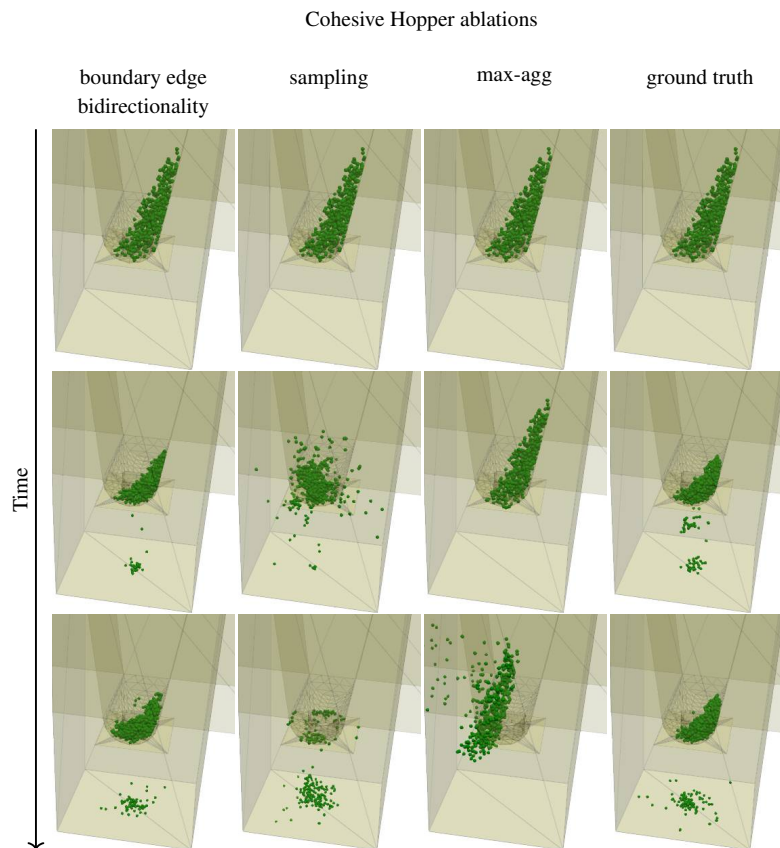 Cohesive Hopper ablations
boundary edge
bidirectionality
sampling
max-agg
ground truth
Time